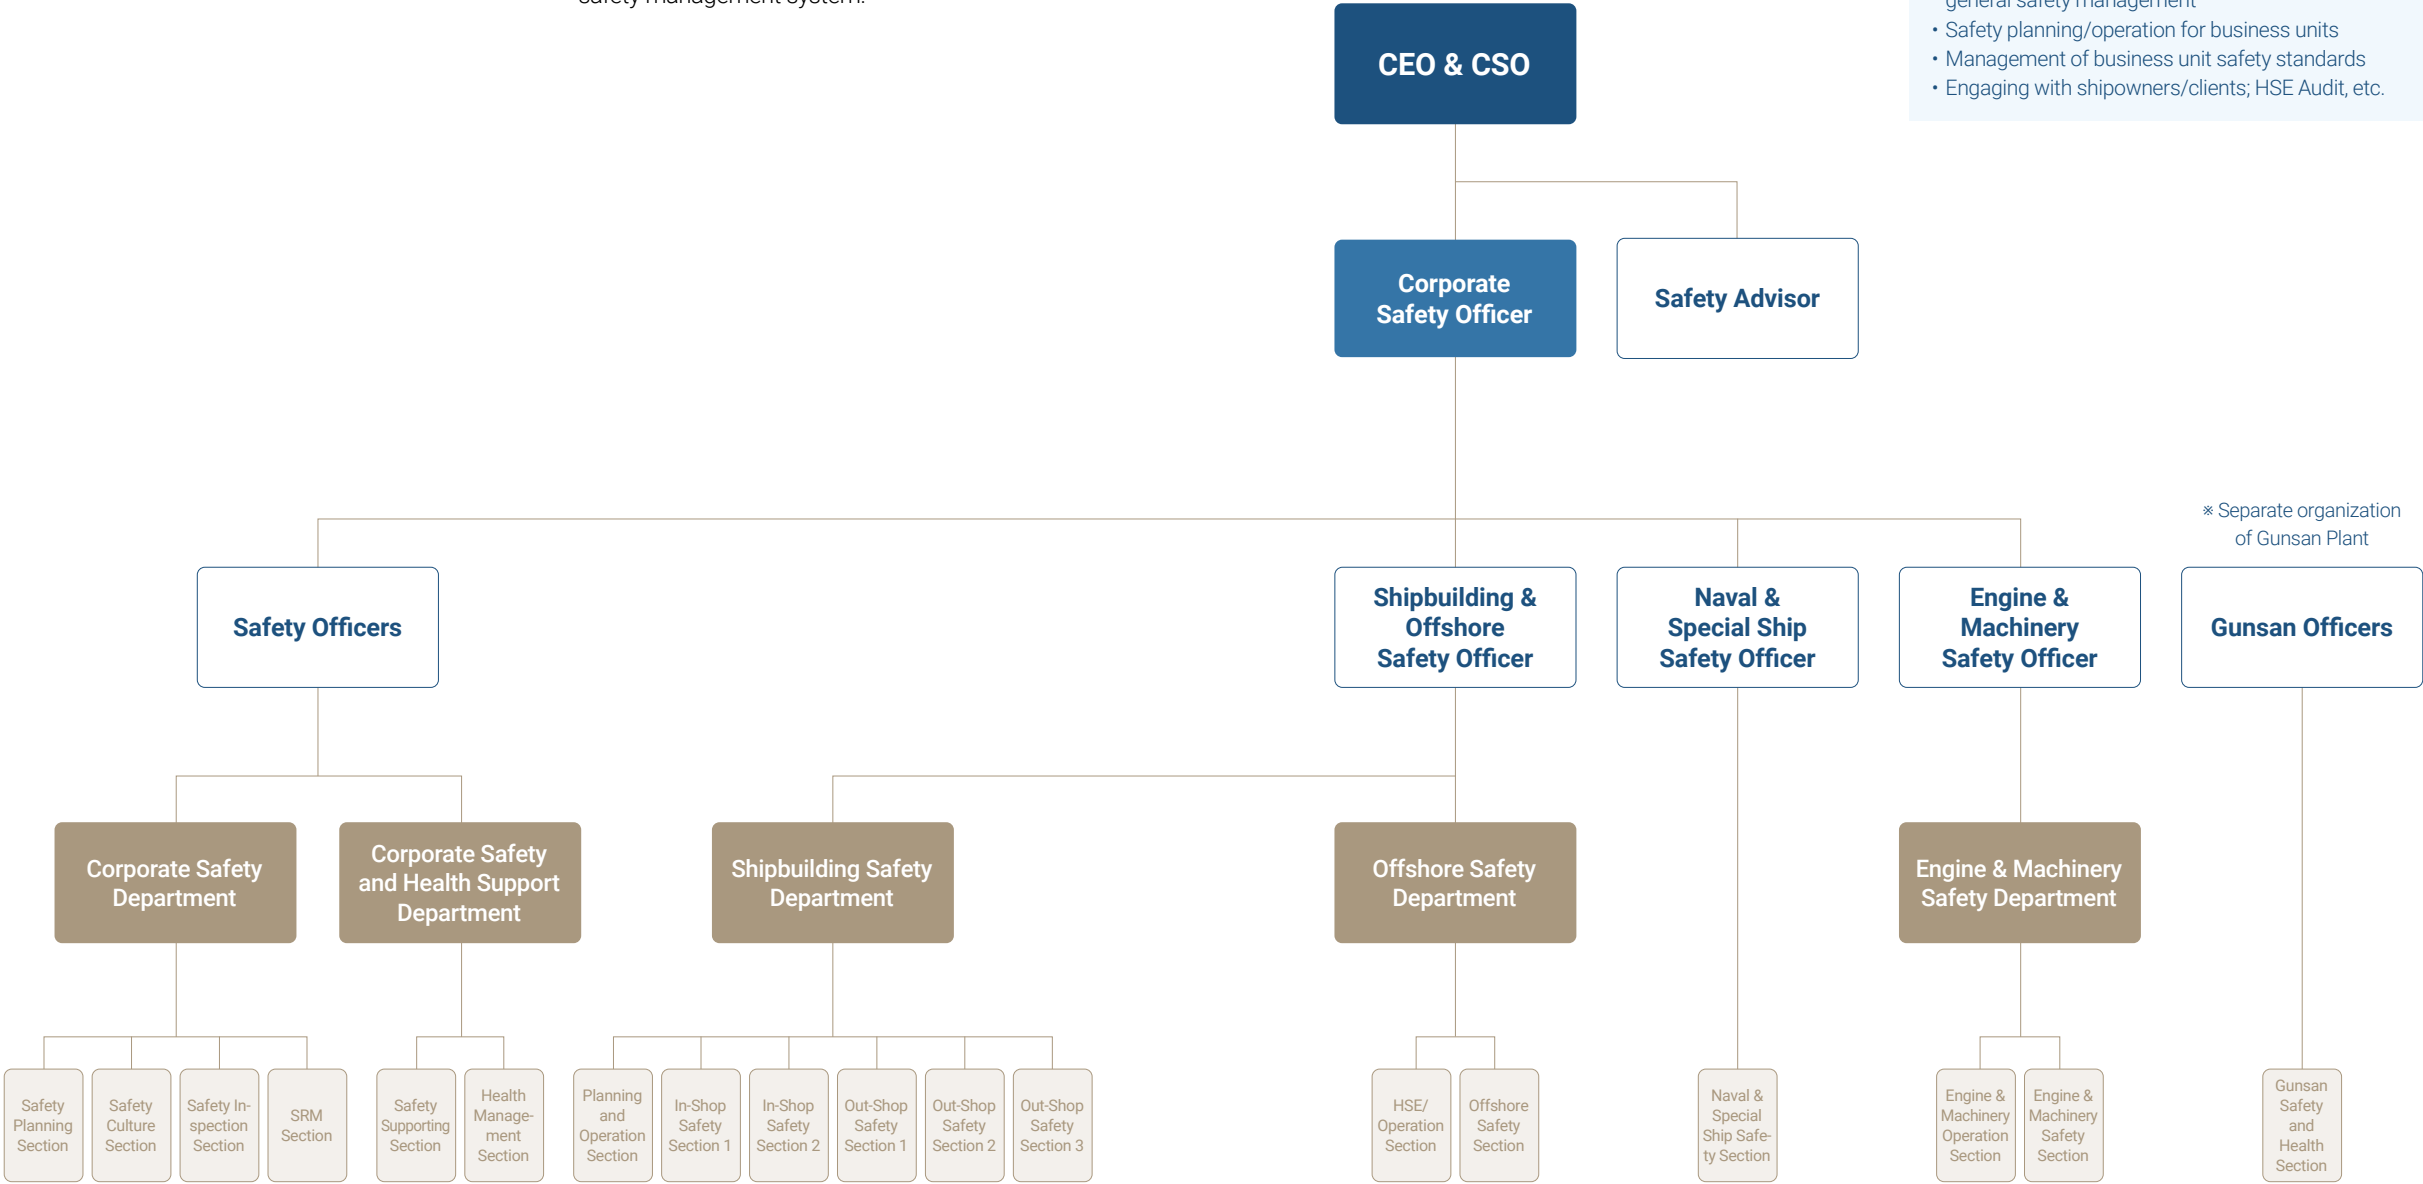 safety management system.
general safety management
• Safety planning/operation for business units
• Management of business unit safety standards
• Engaging with shipowners/clients; HSE Audit, etc.
CEO & CSO
Corporate
Safety Officer
Safety Advisor
※ Separate organization
of Gunsan Plant
Safety Officers
Shipbuilding &
Offshore
Safety Officer
Naval &
Special Ship
Safety Officer
Engine &
Machinery
Safety Officer
Gunsan Officers
Corporate Safety
Department
Corporate Safety
and Health Support
Department
Shipbuilding Safety
Department
Offshore Safety
Department
Engine & Machinery
Safety Department
Safety
Planning
Section
Safety
Culture
Section
Safety In-
spection
Section
SRM
Section
Safety
Supporting
Section
Health
Manage-
ment
Section
Planning
and
Operation
Section
In-Shop
Safety
Section 1
In-Shop
Safety
Section 2
Out-Shop
Safety
Section 1
Out-Shop
Safety
Section 2
Out-Shop
Safety
Section 3
HSE/
Operation
Section
Offshore
Safety
Section
Naval &
Special
Ship Safe-
ty Section
Engine &
Machinery
Operation
Section
Engine &
Machinery
Safety
Section
Gunsan
Safety
and
Health
Section